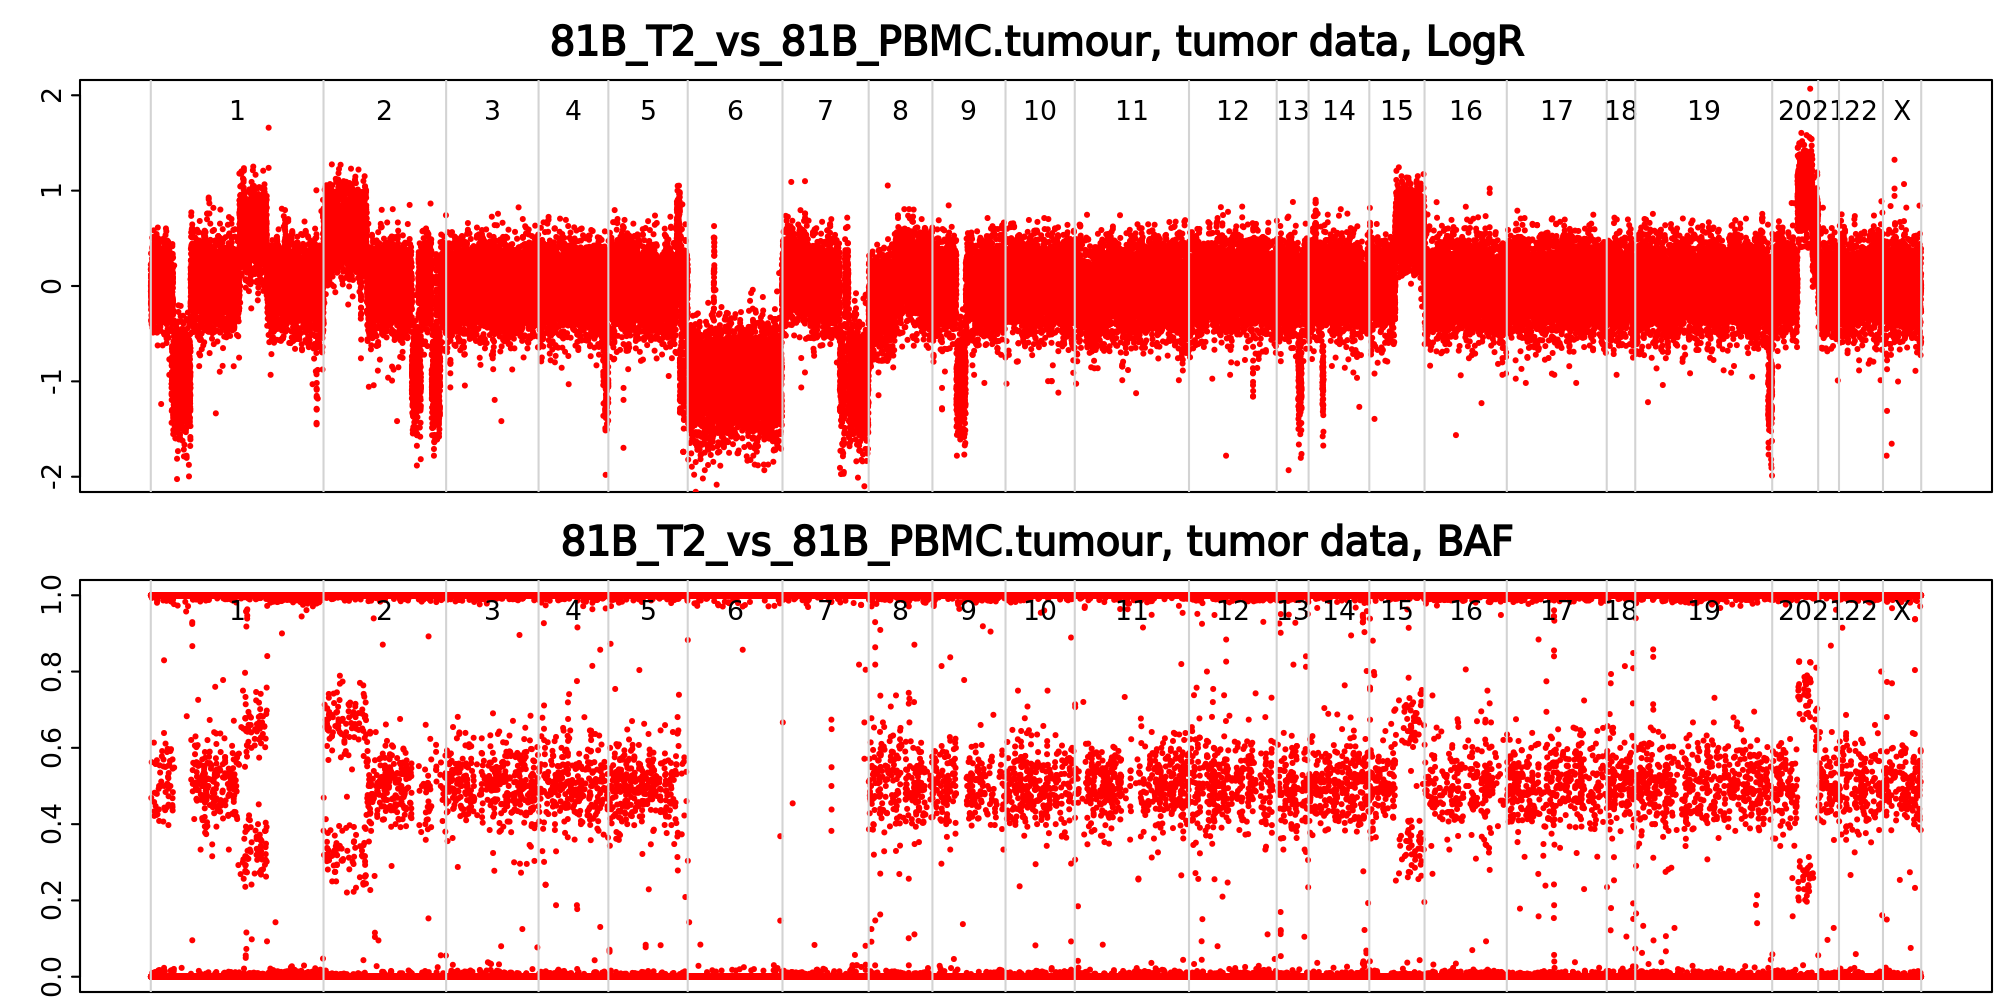 81B_T2_vs_81B_PBMC.tumour, tumor data, LogR
2
1 2 3 4 5 6 7 8 9 10 11 12 13 14 15 16 17 18 19 20 21 22 X
1
0
-1
-2
81B_T2_vs_81B_PBMC.tumour, tumor data, BAF
1.0
1 2 3 4 5 6 7 8 9 10 11 12 13 14 15 16 17 18 19 20 21 22 X
0.8
0.6
0.4
0.2
0.0